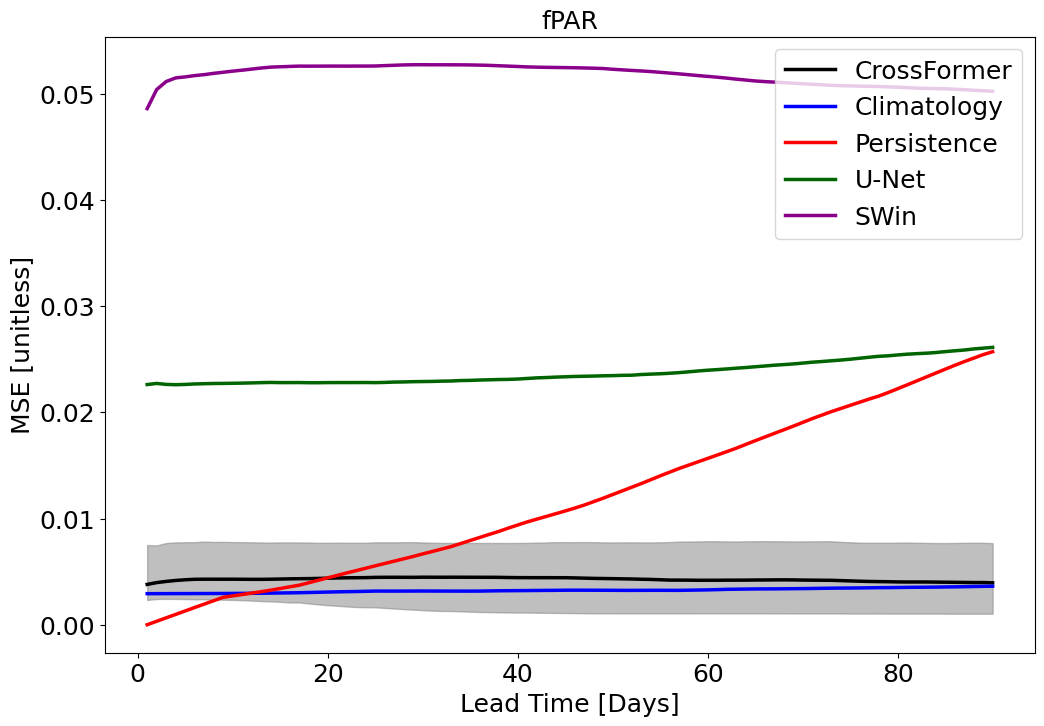 fPAR
CrossFormer
Climatology
Persistence
U-Net
SWin
MSE [unitless]
0.05
0.04
0.03
0.02
0.01
0.00
0 20 40 60 80
Lead Time [Days]